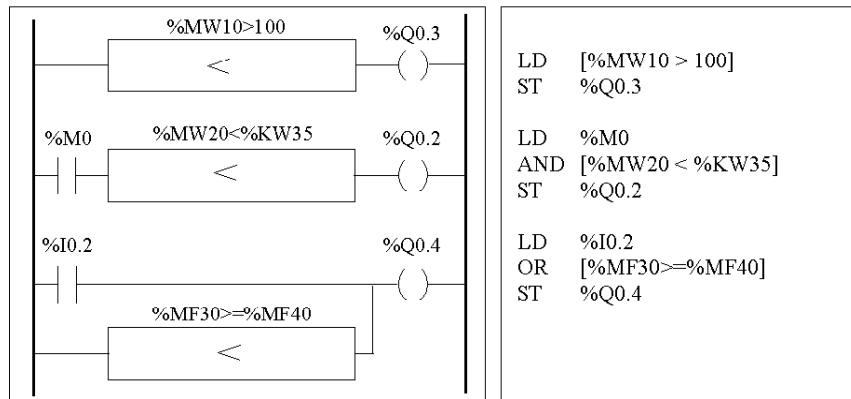 %MW10>100
%Q0.3
<
%M0
%MW20<%KW35
%Q0.2
<
%I0.2
%Q0.4
%MF30>=%MF40
<
LD [%MW10 > 100]
ST %Q0.3
LD %M0
AND [%MW20 < %KW35]
ST %Q0.2
LD %I0.2
OR [%MF30>=%MF40]
ST %Q0.4